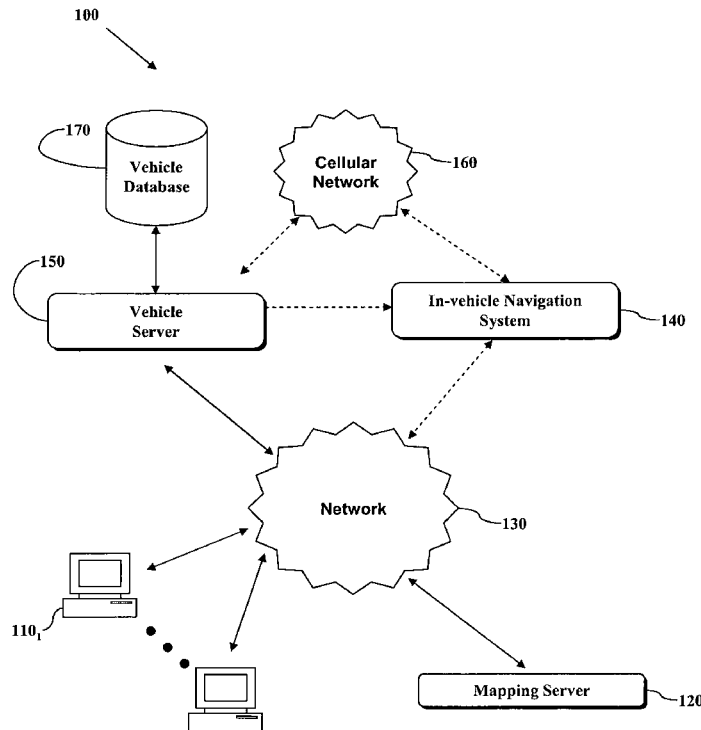 100
170
Vehicle
Database
Cellular
Network
160
150
Vehicle
Server
In-vehicle Navigation
System
140
Network
130
110₁
Mapping Server
120